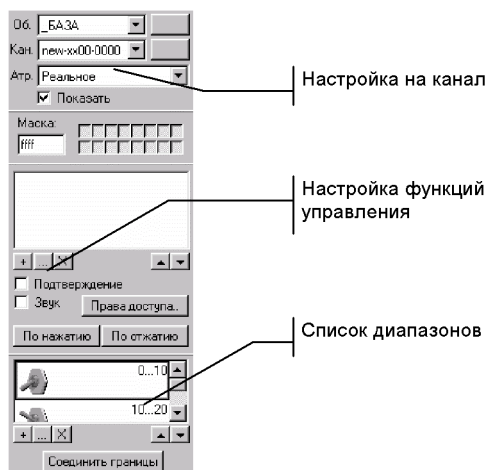 Об. _БАЗА
Кан. new-xx00-0000
Атр. Реальное
Показать
Настройка на канал
Маска:
ffff
Настройка функций
управления
+ ... X
Подтверждение
Звук Права доступа..
По нажатию По отжатию
Список диапазонов
0...10
10...20
+ ... X
Соединить границы